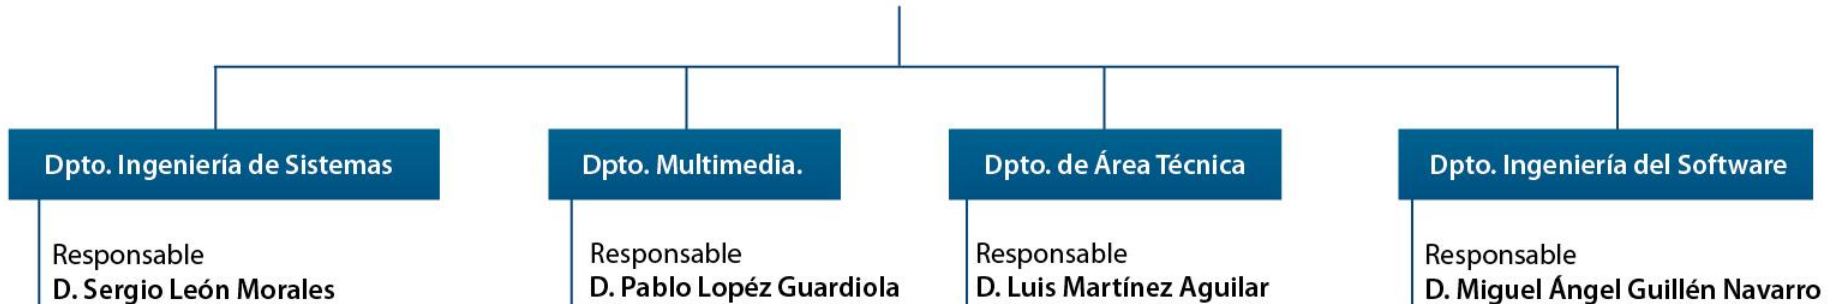 Dpto. Ingeniería de Sistemas
Responsable
D. Sergio León Morales
Dpto. Multimedia.
Responsable
D. Pablo Lopéz Guardiola
Dpto. de Área Técnica
Responsable
D. Luis Martínez Aguilar
Dpto. Ingeniería del Software
Responsable
D. Miguel Ángel Guillén Navarro